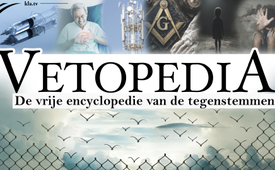 kla.tv
VETOPEDIA
De vrije encyclopedie van de tegenstemmen